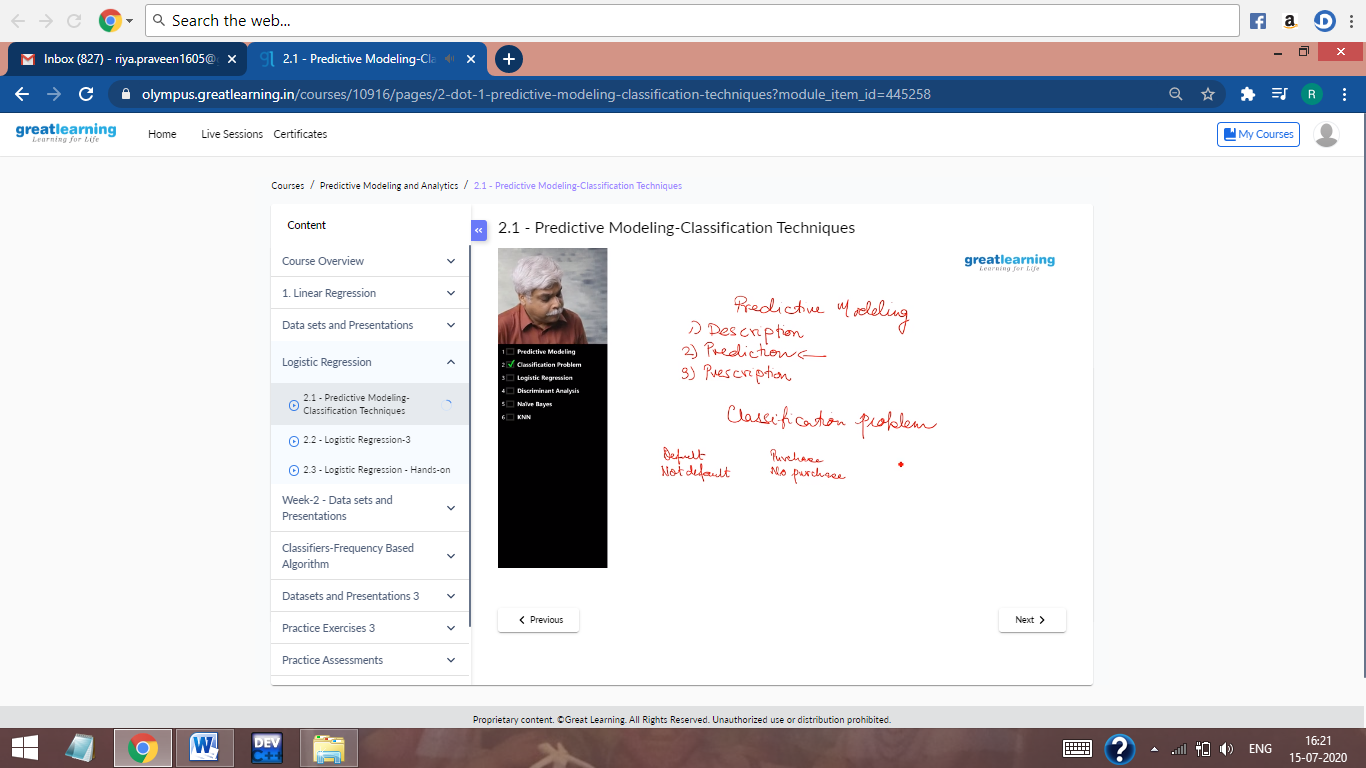 Search the web...
Inbox (827) - riya.praveen1605@
2.1 - Predictive Modeling-Cla
olympus.greatlearning.in/courses/10916/pages/2-dot-1-predictive-modeling-classification-techniques?module_item_id=445258
R
greatlearning
Learning for Life
Home
Live Sessions
Certificates
My Courses
Courses / Predictive Modeling and Analytics / 2.1 - Predictive Modeling-Classification Techniques
Content
Course Overview
1. Linear Regression
Data sets and Presentations
Logistic Regression
2.1 - Predictive Modeling-
Classification Techniques
2.2 - Logistic Regression-3
2.3 - Logistic Regression - Hands-on
Week-2 - Data sets and
Presentations
Classifiers-Frequency Based
Algorithm
Datasets and Presentations 3
Practice Exercises 3
Practice Assessments
2.1 - Predictive Modeling-Classification Techniques
1 Predictive Modeling
2 Classification Problem
3 Logistic Regression
4 Discriminant Analysis
5 Naïve Bayes
6 KNN
greatlearning
Learning for Life
Predictive Modeling
1) Description
2) Prediction
3) Prescription
Classification problem
Default Purchase
Not default No purchase
Previous
Next
Proprietary content. ©Great Learning. All Rights Reserved. Unauthorized use or distribution prohibited.
DEV
C++
ENG
16:21
15-07-2020